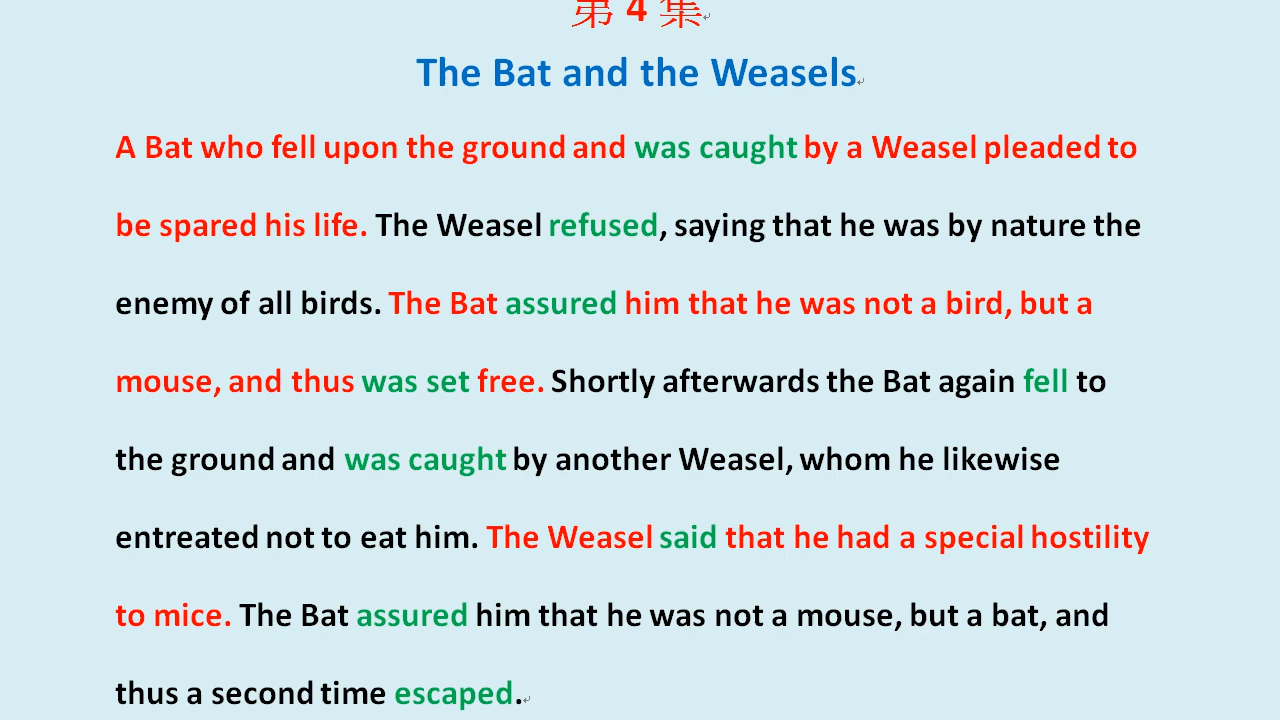 第 4 集
The Bat and the Weasels
A Bat who fell upon the ground and was caught by a Weasel pleaded to
be spared his life. The Weasel refused, saying that he was by nature the
enemy of all birds. The Bat assured him that he was not a bird, but a
mouse, and thus was set free. Shortly afterwards the Bat again fell to
the ground and was caught by another Weasel, whom he likewise
entreated not to eat him. The Weasel said that he had a special hostility
to mice. The Bat assured him that he was not a mouse, but a bat, and
thus a second time escaped.